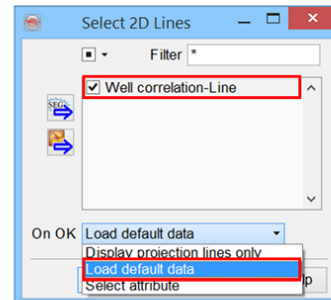 Select 2D Lines
Filter *
Well correlation-Line
SEG
On OK Load default data
Display projection lines only
Load default data
Select attribute